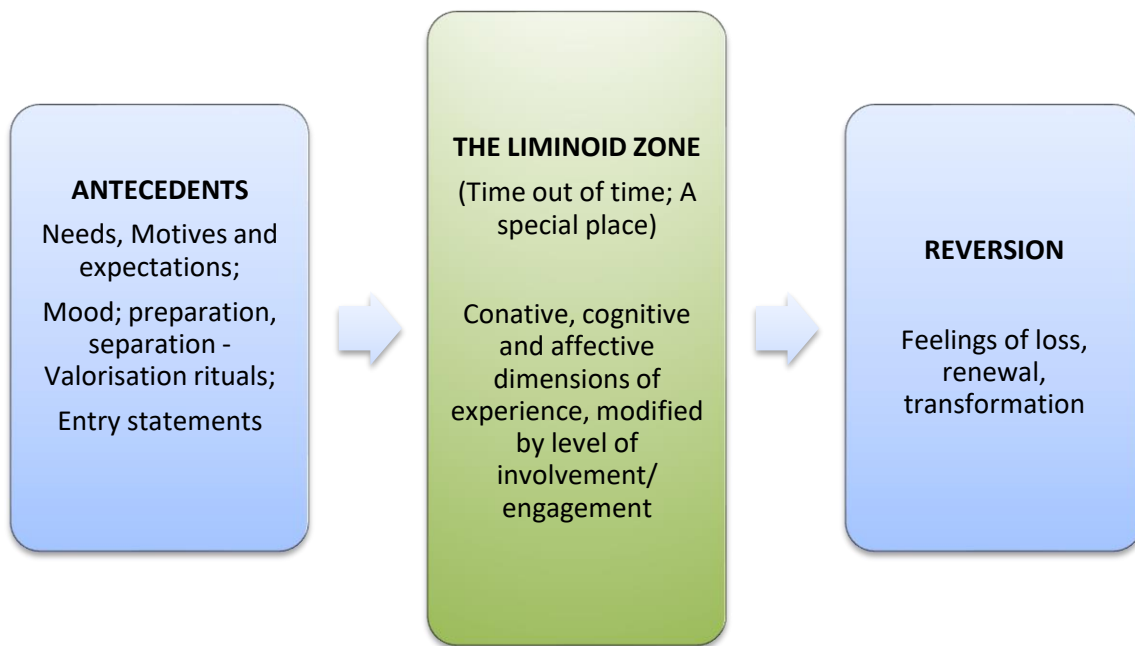 ANTECEDENTS
Needs, Motives and
expectations;
Mood; preparation,
separation -
Valorisation rituals;
Entry statements
THE LIMINOID ZONE
(Time out of time; A
special place)
Conative, cognitive
and affective
dimensions of
experience, modified
by level of
involvement/
engagement
REVERSION
Feelings of loss,
renewal,
transformation